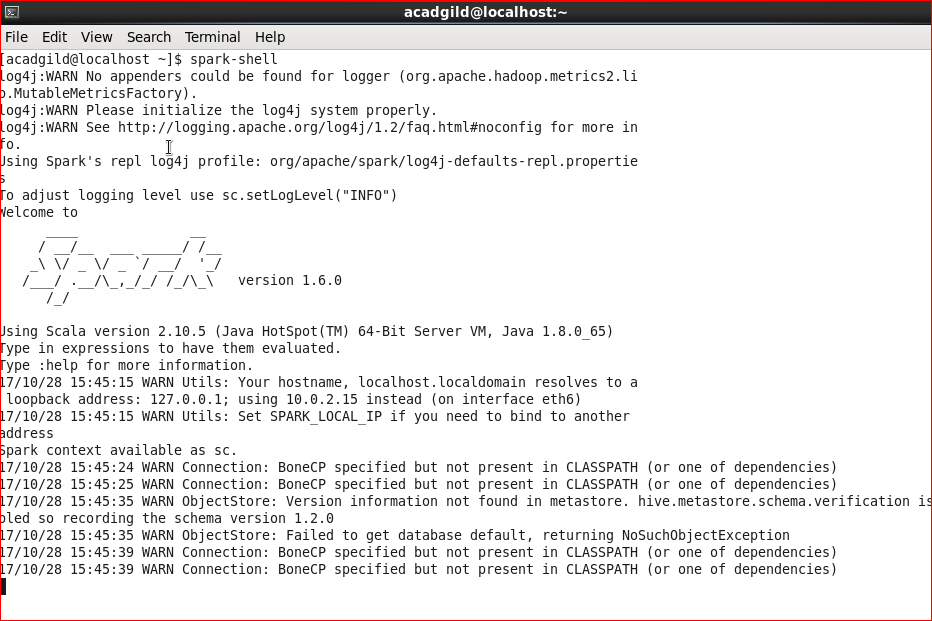 acadgild@localhost:~
File Edit View Search Terminal Help
[acadgild@localhost ~]$ spark-shell
log4j:WARN No appenders could be found for logger (org.apache.hadoop.metrics2.li
b.MutableMetricsFactory).
log4j:WARN Please initialize the log4j system properly.
log4j:WARN See http://logging.apache.org/log4j/1.2/faq.html#noconfig for more in
fo.
Using Spark's repl log4j profile: org/apache/spark/log4j-defaults-repl.propertie
s
To adjust logging level use sc.setLogLevel("INFO")
Welcome to
      ____              __
     / __/__  ___ _____/ /__
    _\ \/ _ \/ _ `/ __/  '_/
   /___/ .__/\_,_/_/ /_/\_\   version 1.6.0
      /_/
Using Scala version 2.10.5 (Java HotSpot(TM) 64-Bit Server VM, Java 1.8.0_65)
Type in expressions to have them evaluated.
Type :help for more information.
17/10/28 15:45:15 WARN Utils: Your hostname, localhost.localdomain resolves to a
 loopback address: 127.0.0.1; using 10.0.2.15 instead (on interface eth6)
17/10/28 15:45:15 WARN Utils: Set SPARK_LOCAL_IP if you need to bind to another
address
Spark context available as sc.
17/10/28 15:45:24 WARN Connection: BoneCP specified but not present in CLASSPATH (or one of dependencies)
17/10/28 15:45:25 WARN Connection: BoneCP specified but not present in CLASSPATH (or one of dependencies)
17/10/28 15:45:35 WARN ObjectStore: Version information not found in metastore. hive.metastore.schema.verification is
bled so recording the schema version 1.2.0
17/10/28 15:45:35 WARN ObjectStore: Failed to get database default, returning NoSuchObjectException
17/10/28 15:45:39 WARN Connection: BoneCP specified but not present in CLASSPATH (or one of dependencies)
17/10/28 15:45:39 WARN Connection: BoneCP specified but not present in CLASSPATH (or one of dependencies)